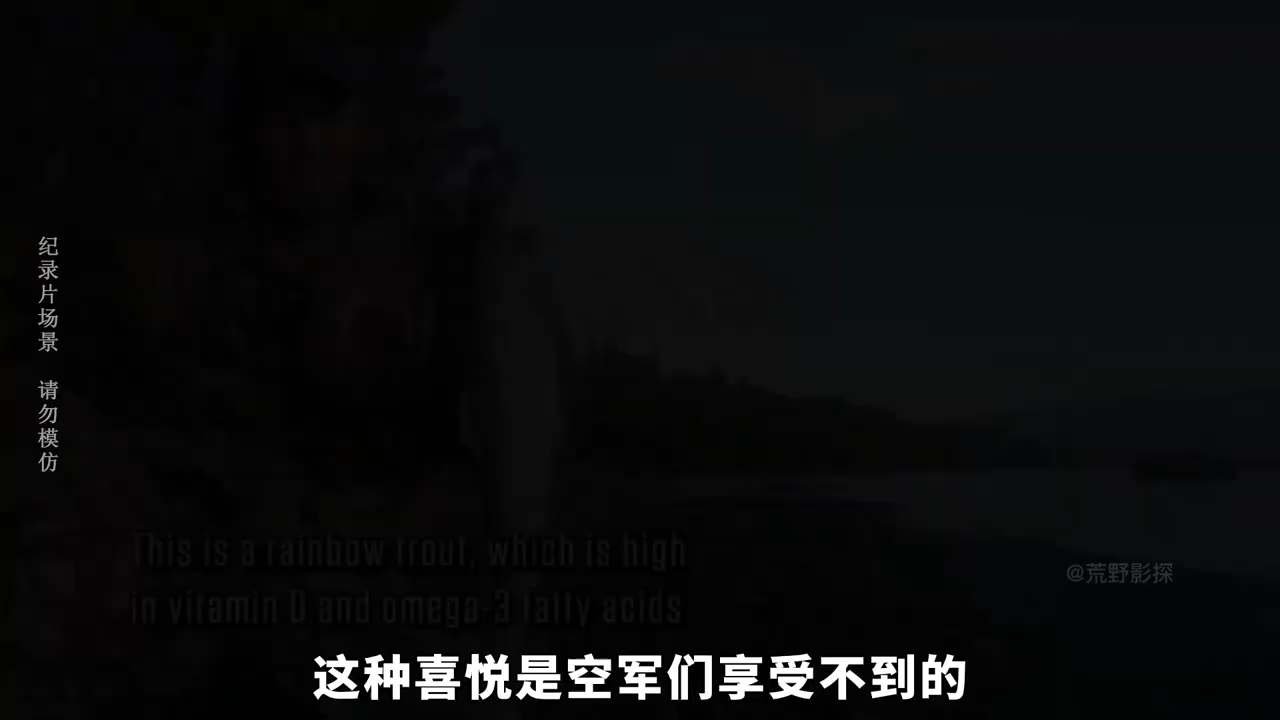 纪录片场景 请勿模仿
This is a rainbow trout, which is high
in vitamin D and omega-3 fatty acids
@荒野影探
这种喜悦是空军们享受不到的